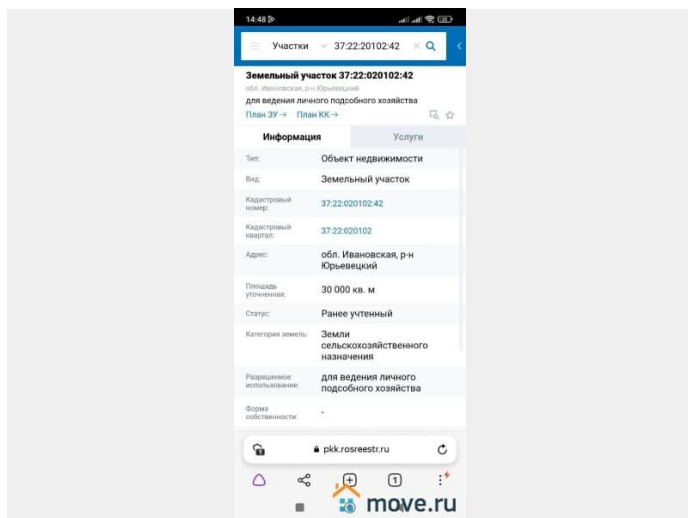 14:48
Участки 37:22:20102:42
Земельный участок 37:22:020102:42
обл. Ивановская, р-н Юрьевецкий
для ведения личного подсобного хозяйства
План ЗУ → План КК →
Информация Услуги
Тип: Объект недвижимости
Вид: Земельный участок
Кадастровый номер: 37:22:020102:42
Кадастровый квартал: 37:22:020102
Адрес: обл. Ивановская, р-н
Юрьевецкий
Площадь уточненная: 30 000 кв. м
Статус: Ранее учтенный
Категория земель: Земли
сельскохозяйственного
назначения
Разрешенное использование: для ведения личного
подсобного хозяйства
Форма собственности: -
pkk.rosreestr.ru
1
move.ru